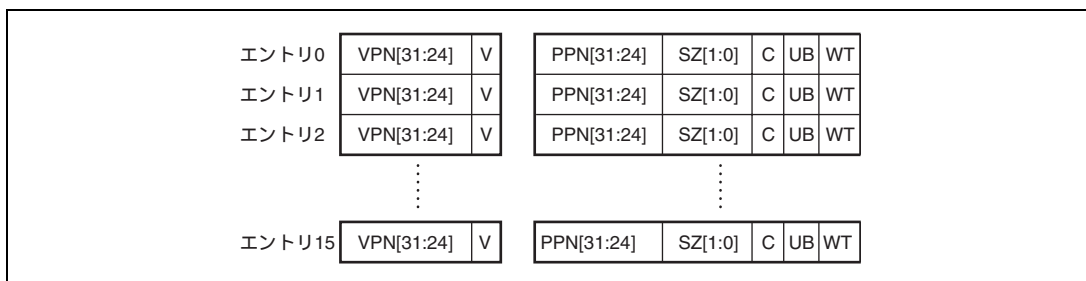 エントリ0 VPN[31:24] V PPN[31:24] SZ[1:0] C UB WT
エントリ1 VPN[31:24] V PPN[31:24] SZ[1:0] C UB WT
エントリ2 VPN[31:24] V PPN[31:24] SZ[1:0] C UB WT
エントリ15 VPN[31:24] V PPN[31:24] SZ[1:0] C UB WT